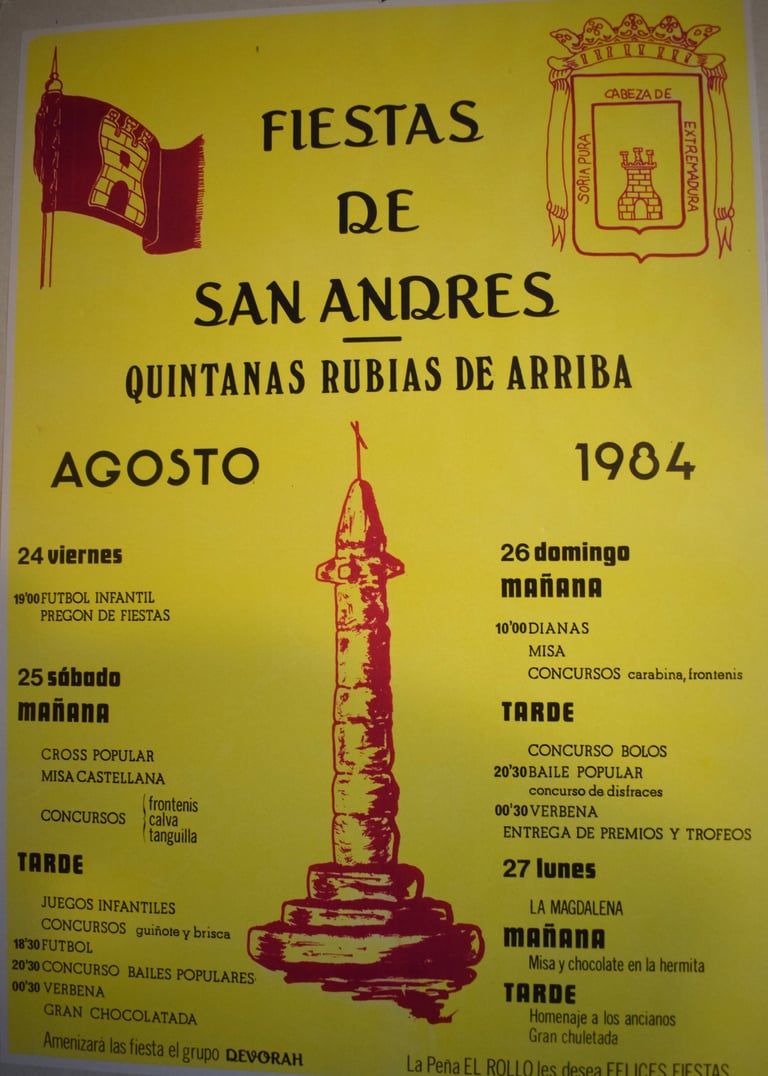 CABEZA DE
SORIA PURA
EXTREMADURA
FIESTAS
DE
SAN ANDRES
QUINTANAS RUBIAS DE ARRIBA
AGOSTO 1984
24 viernes
19'00 FUTBOL INFANTIL
PREGON DE FIESTAS
25 sábado
MAÑANA
CROSS POPULAR
MISA CASTELLANA
CONCURSOS
frontenis
calva
tanguilla
TARDE
JUEGOS INFANTILES
CONCURSOS guiñote y brisca
18'30 FUTBOL
20'30 CONCURSO BAILES POPULARES
00'30 VERBENA
GRAN CHOCOLATADA
Amenizará las fiesta el grupo DEVORAH
26 domingo
MAÑANA
10'00 DIANAS
MISA
CONCURSOS carabina, frontenis
TARDE
CONCURSO BOLOS
20'30 BAILE POPULAR
concurso de disfraces
00'30 VERBENA
ENTREGA DE PREMIOS Y TROFEOS
27 lunes
LA MAGDALENA
MAÑANA
Misa y chocolate en la hermita
TARDE
Homenaje a los ancianos
Gran chuletada
La Peña EL ROLLO les desea FELICES FIESTAS